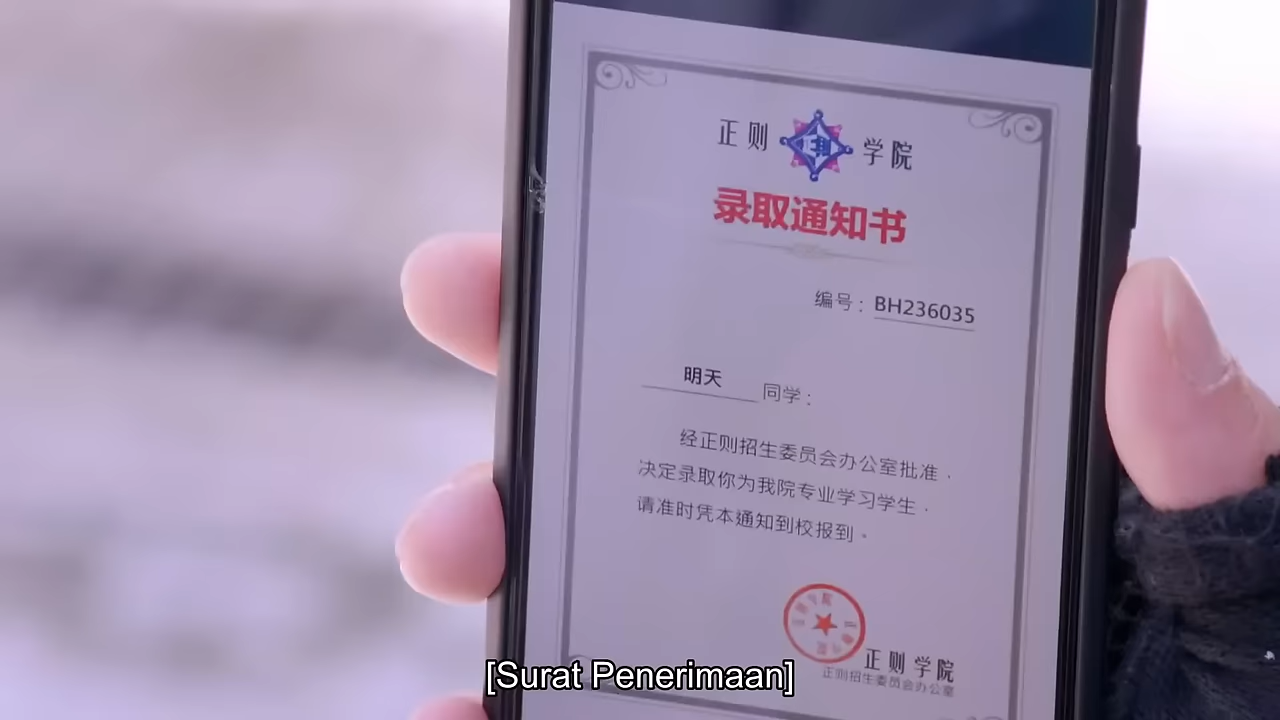 正则 学院
录取通知书
编号：BH236035
明天 同学：
经正则招生委员会办公室批准，
决定录取你为我院专业学习学生，
请准时凭本通知到校报到。
正则 学院
正则招生委员会办公室
[Surat Penerimaan]